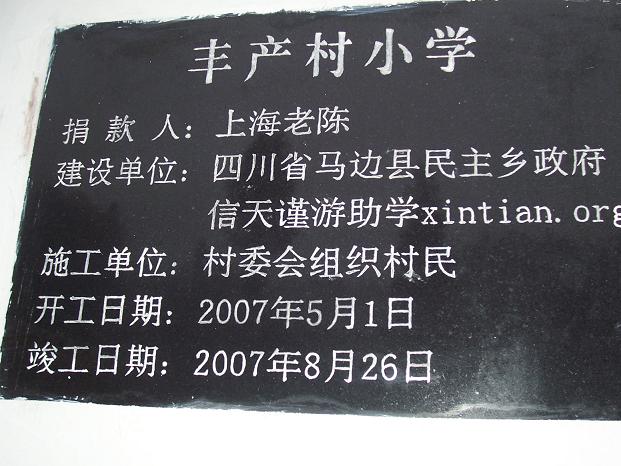 丰产村小学
捐款人：上海老陈
建设单位：四川省马边县民主乡政府
信天谨游助学xintian.org
施工单位：村委会组织村民
开工日期：2007年5月1日
竣工日期：2007年8月26日